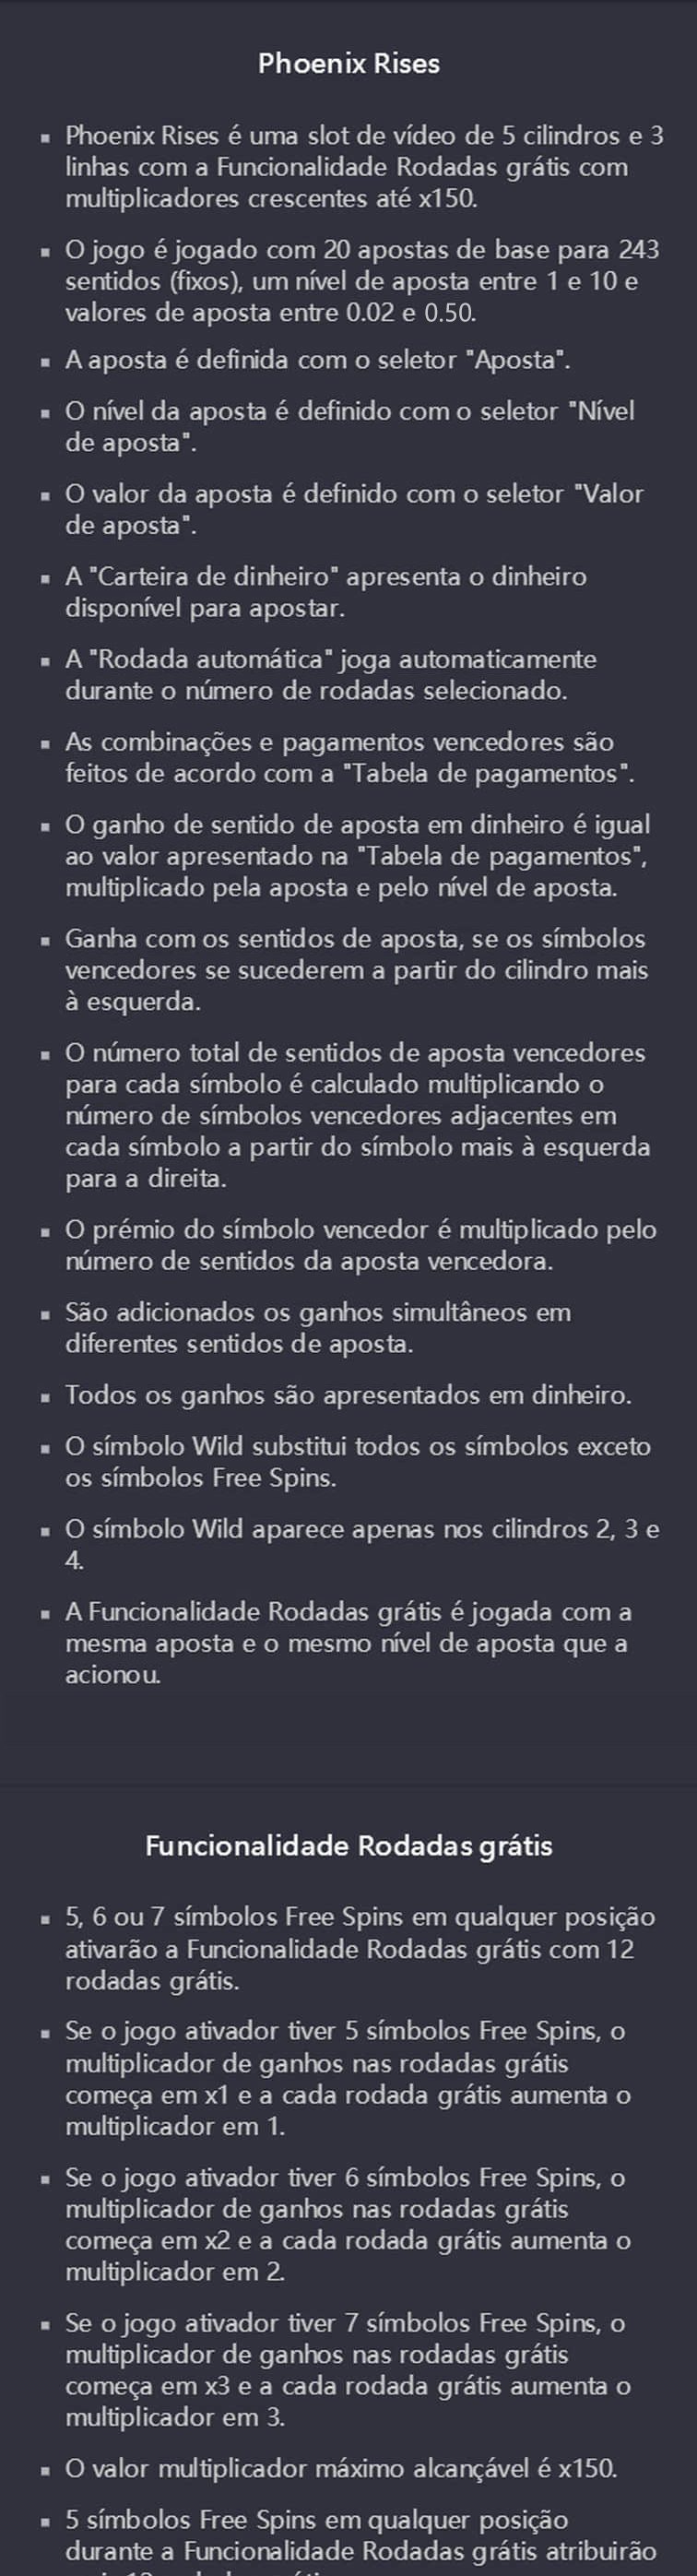 Phoenix Rises
▪ Phoenix Rises é uma slot de vídeo de 5 cilindros e 3
linhas com a Funcionalidade Rodadas grátis com
multiplicadores crescentes até x150.
▪ O jogo é jogado com 20 apostas de base para 243
sentidos (fixos), um nível de aposta entre 1 e 10 e
valores de aposta entre 0.02 e 0.50.
▪ A aposta é definida com o seletor "Aposta".
▪ O nível da aposta é definido com o seletor "Nível
de aposta".
▪ O valor da aposta é definido com o seletor "Valor
de aposta".
▪ A "Carteira de dinheiro" apresenta o dinheiro
disponível para apostar.
▪ A "Rodada automática" joga automaticamente
durante o número de rodadas selecionado.
▪ As combinações e pagamentos vencedores são
feitos de acordo com a "Tabela de pagamentos".
▪ O ganho de sentido de aposta em dinheiro é igual
ao valor apresentado na "Tabela de pagamentos",
multiplicado pela aposta e pelo nível de aposta.
▪ Ganha com os sentidos de aposta, se os símbolos
vencedores se sucederem a partir do cilindro mais
à esquerda.
▪ O número total de sentidos de aposta vencedores
para cada símbolo é calculado multiplicando o
número de símbolos vencedores adjacentes em
cada símbolo a partir do símbolo mais à esquerda
para a direita.
▪ O prémio do símbolo vencedor é multiplicado pelo
número de sentidos da aposta vencedora.
▪ São adicionados os ganhos simultâneos em
diferentes sentidos de aposta.
▪ Todos os ganhos são apresentados em dinheiro.
▪ O símbolo Wild substitui todos os símbolos exceto
os símbolos Free Spins.
▪ O símbolo Wild aparece apenas nos cilindros 2, 3 e
4.
▪ A Funcionalidade Rodadas grátis é jogada com a
mesma aposta e o mesmo nível de aposta que a
acionou.
Funcionalidade Rodadas grátis
▪ 5, 6 ou 7 símbolos Free Spins em qualquer posição
ativarão a Funcionalidade Rodadas grátis com 12
rodadas grátis.
▪ Se o jogo ativador tiver 5 símbolos Free Spins, o
multiplicador de ganhos nas rodadas grátis
começa em x1 e a cada rodada grátis aumenta o
multiplicador em 1.
▪ Se o jogo ativador tiver 6 símbolos Free Spins, o
multiplicador de ganhos nas rodadas grátis
começa em x2 e a cada rodada grátis aumenta o
multiplicador em 2.
▪ Se o jogo ativador tiver 7 símbolos Free Spins, o
multiplicador de ganhos nas rodadas grátis
começa em x3 e a cada rodada grátis aumenta o
multiplicador em 3.
▪ O valor multiplicador máximo alcançável é x150.
▪ 5 símbolos Free Spins em qualquer posição
durante a Funcionalidade Rodadas grátis atribuirão